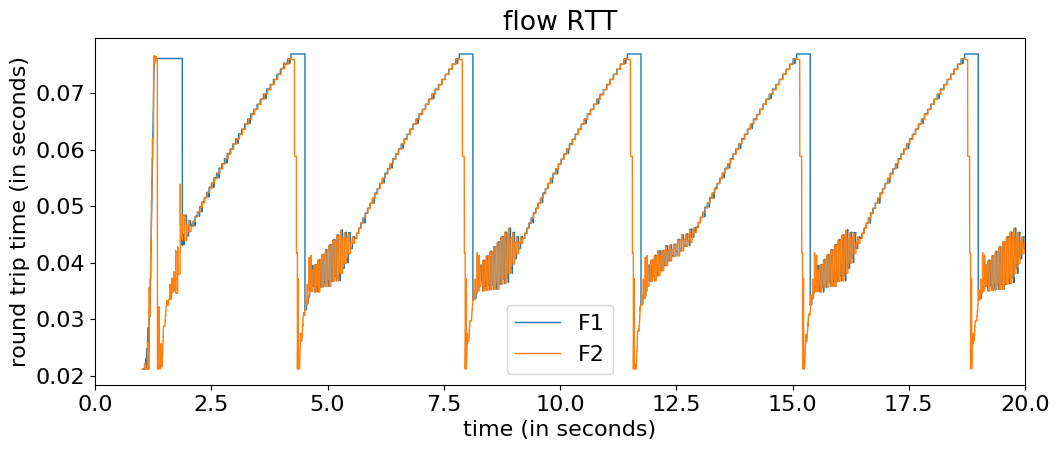 flow RTT
round trip time (in seconds)
0.07
0.06
0.05
0.04
0.03
0.02
F1
F2
0.0 2.5 5.0 7.5 10.0 12.5 15.0 17.5 20.0
time (in seconds)